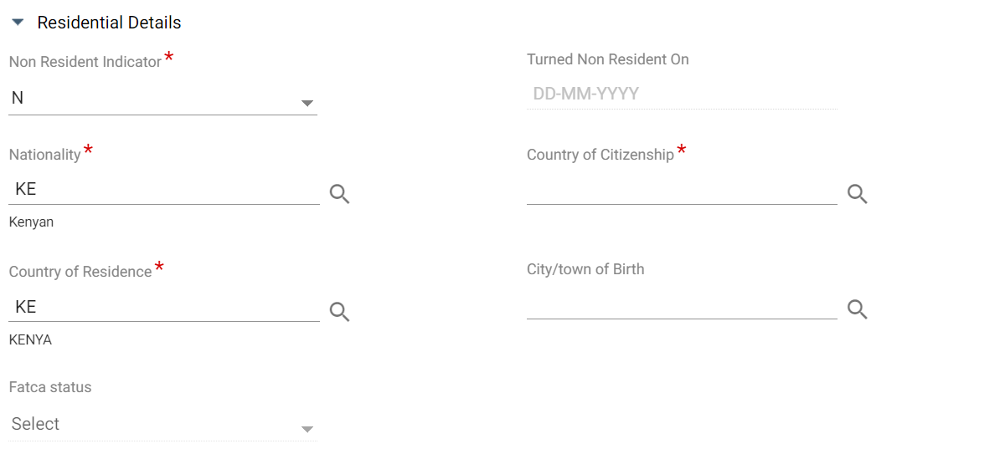 Residential Details
Non Resident Indicator*
Turned Non Resident On
N
DD-MM-YYYY
Nationality*
Country of Citizenship*
KE
Kenyan
Country of Residence*
City/town of Birth
KE
KENYA
Fatca status
Select